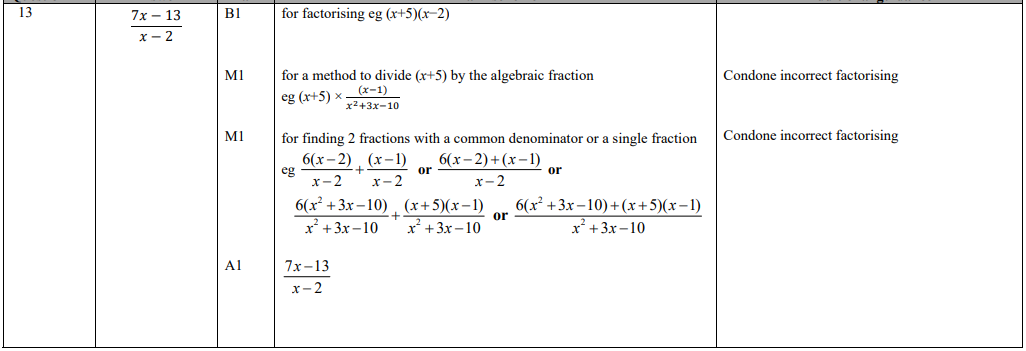 13 (7x − 13)/(x − 2) B1 for factorising eg (x+5)(x−2)
M1 for a method to divide (x+5) by the algebraic fraction Condone incorrect factorising
eg (x+5) × (x−1)/(x²+3x−10)
M1 for finding 2 fractions with a common denominator or a single fraction Condone incorrect factorising
eg 6(x−2)/(x−2) + (x−1)/(x−2) or (6(x−2)+(x−1))/(x−2) or
6(x²+3x−10)/(x²+3x−10) + (x+5)(x−1)/(x²+3x−10) or (6(x²+3x−10)+(x+5)(x−1))/(x²+3x−10)
A1 (7x−13)/(x−2)